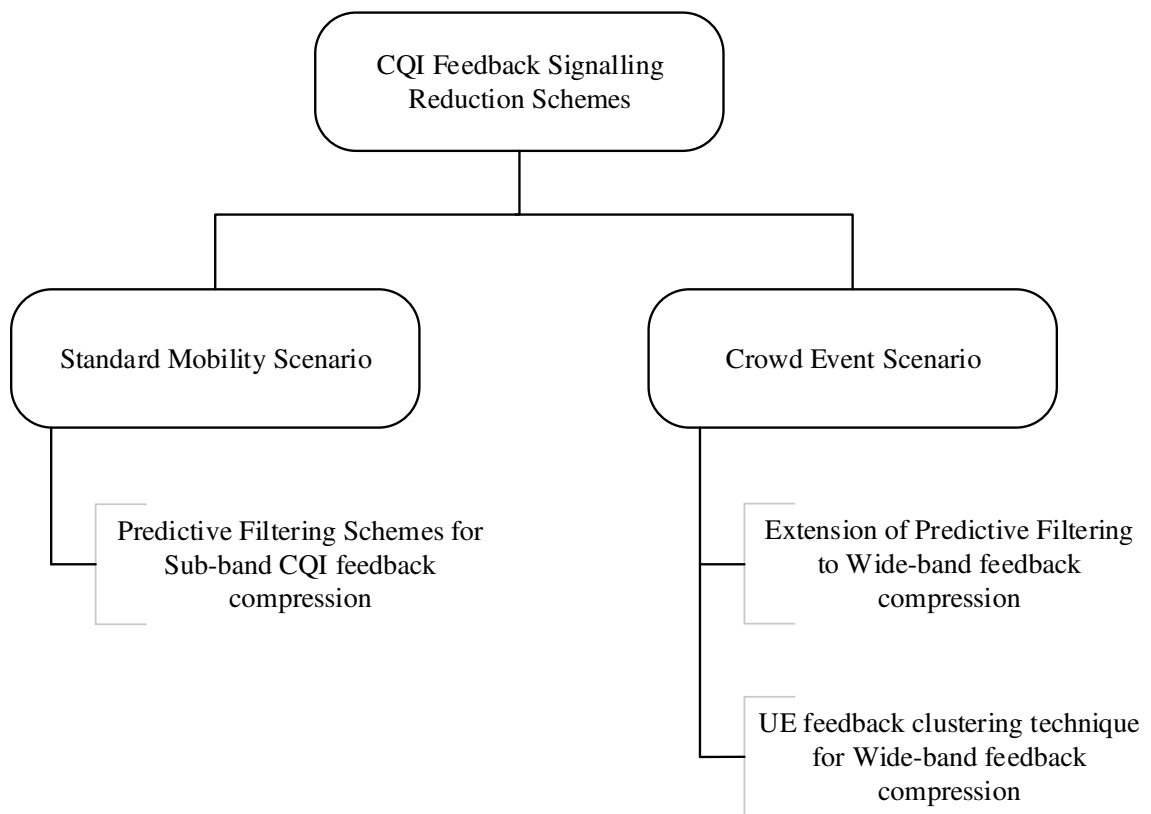 CQI Feedback Signalling
Reduction Schemes
Standard Mobility Scenario
Crowd Event Scenario
Predictive Filtering Schemes for
Sub-band CQI feedback
compression
Extension of Predictive Filtering
to Wide-band feedback
compression
UE feedback clustering technique
for Wide-band feedback
compression